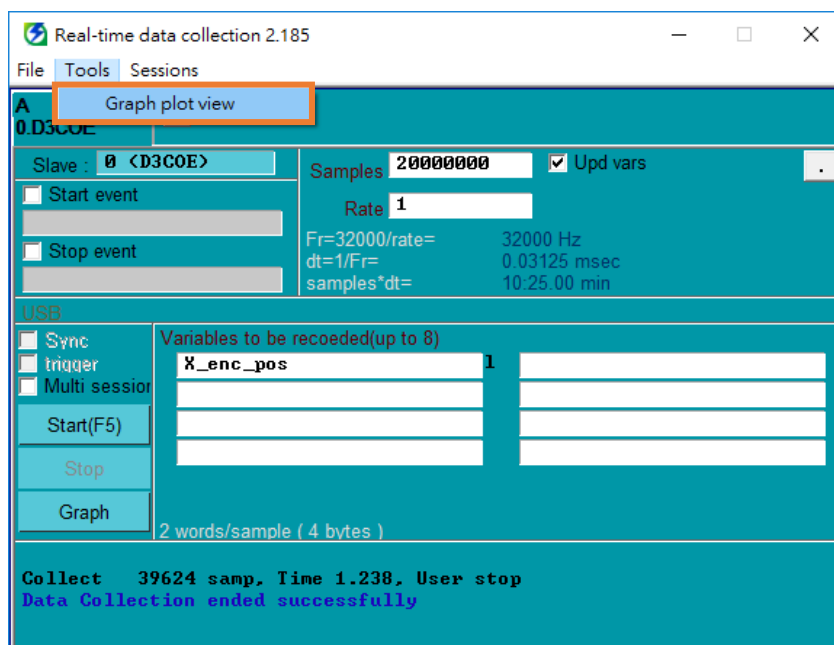 Real-time data collection 2.185
File Tools Sessions
Graph plot view
A
0.D3COE
Slave : 0 (D3COE)
Samples 20000000
Upd vars
.
Start event
Rate 1
Stop event
Fr=32000/rate= 32000 Hz
dt=1/Fr= 0.03125 msec
samples*dt= 10:25.00 min
USB
Sync
trigger
Multi session
Variables to be recoeded(up to 8)
X_enc_pos l
Start(F5)
Stop
Graph
2 words/sample ( 4 bytes )
Collect 39624 samp, Time 1.238, User stop
Data Collection ended successfully